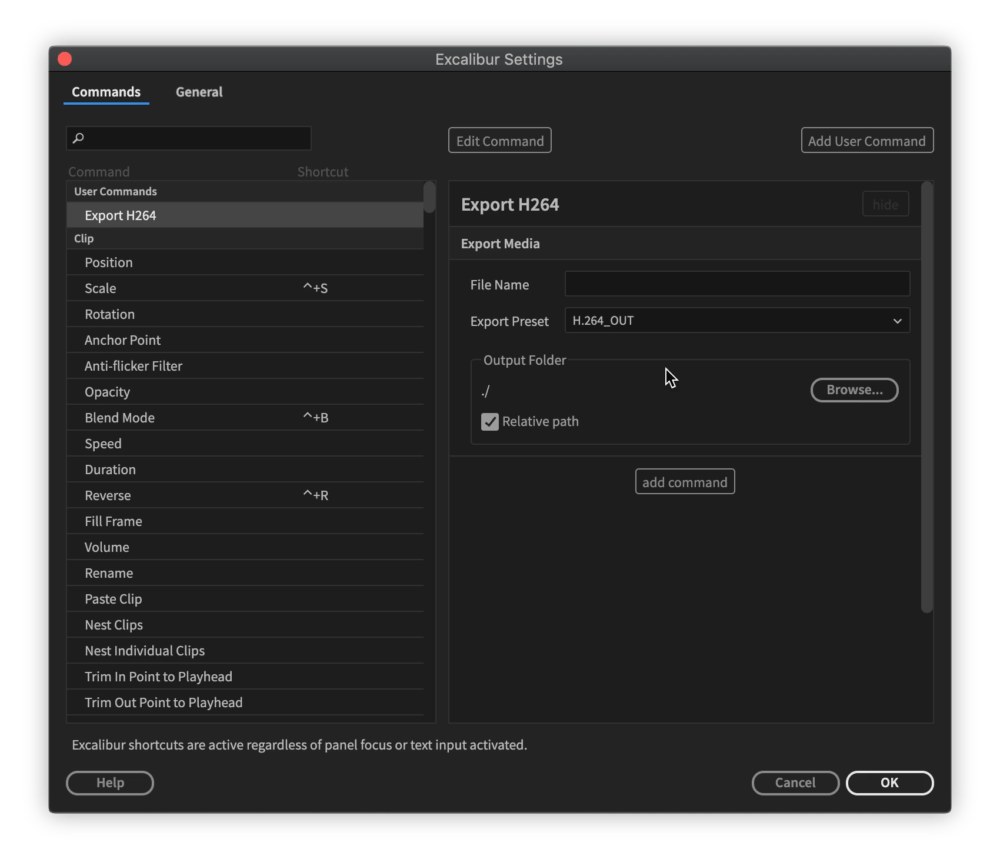 Excalibur Settings
Commands General
Edit Command Add User Command
Command Shortcut
User Commands
Export H264
Clip
Position
Scale ^+S
Rotation
Anchor Point
Anti-flicker Filter
Opacity
Blend Mode ^+B
Speed
Duration
Reverse ^+R
Fill Frame
Volume
Rename
Paste Clip
Nest Clips
Nest Individual Clips
Trim In Point to Playhead
Trim Out Point to Playhead
Export H264 hide
Export Media
File Name
Export Preset H.264_OUT
Output Folder
./ Browse...
Relative path
add command
Excalibur shortcuts are active regardless of panel focus or text input activated.
Help Cancel OK